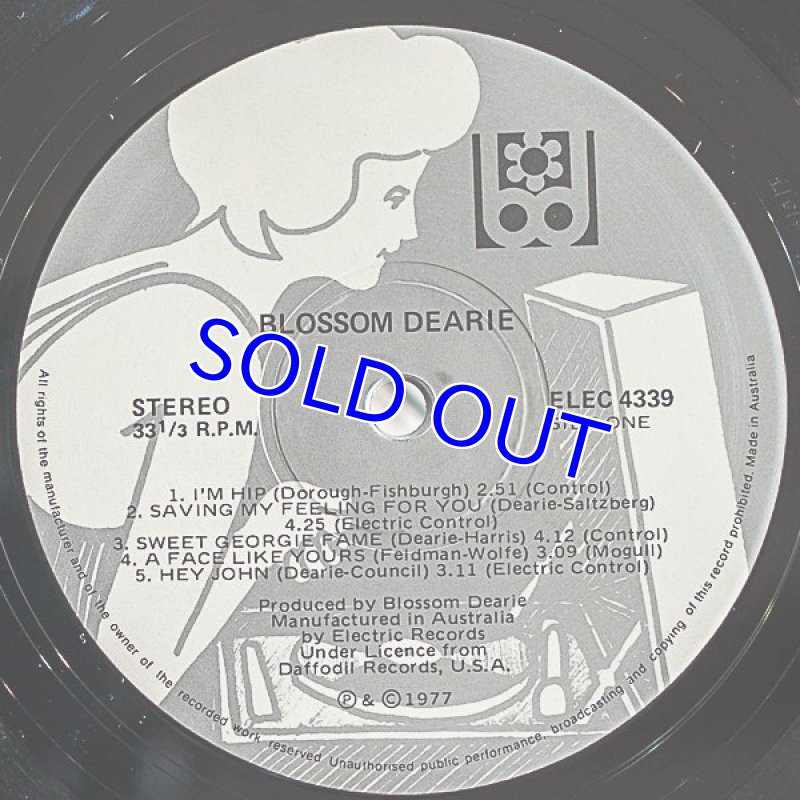 BLOSSOM DEARIE
SOLD OUT
STEREO
33 1/3 R.P.M.
ELEC 4339
SIDE ONE
1. I'M HIP (Dorough-Fishburgh) 2.51 (Control)
2. SAVING MY FEELING FOR YOU (Dearie-Saltzberg)
4.25 (Electric Control)
3. SWEET GEORGIE FAME (Dearie-Harris) 4.12 (Control)
4. A FACE LIKE YOURS (Feldman-Wolfe) 3.09 (Mogull)
5. HEY JOHN (Dearie-Council) 3.11 (Electric Control)
Produced by Blossom Dearie
Manufactured in Australia
by Electric Records
Under Licence from
Daffodil Records, U.S.A.
Ⓟ & © 1977
All rights of the manufacturer and of the owner of the recorded work reserved Unauthorised public performance, broadcasting and copying of this record prohibited. Made in Australia